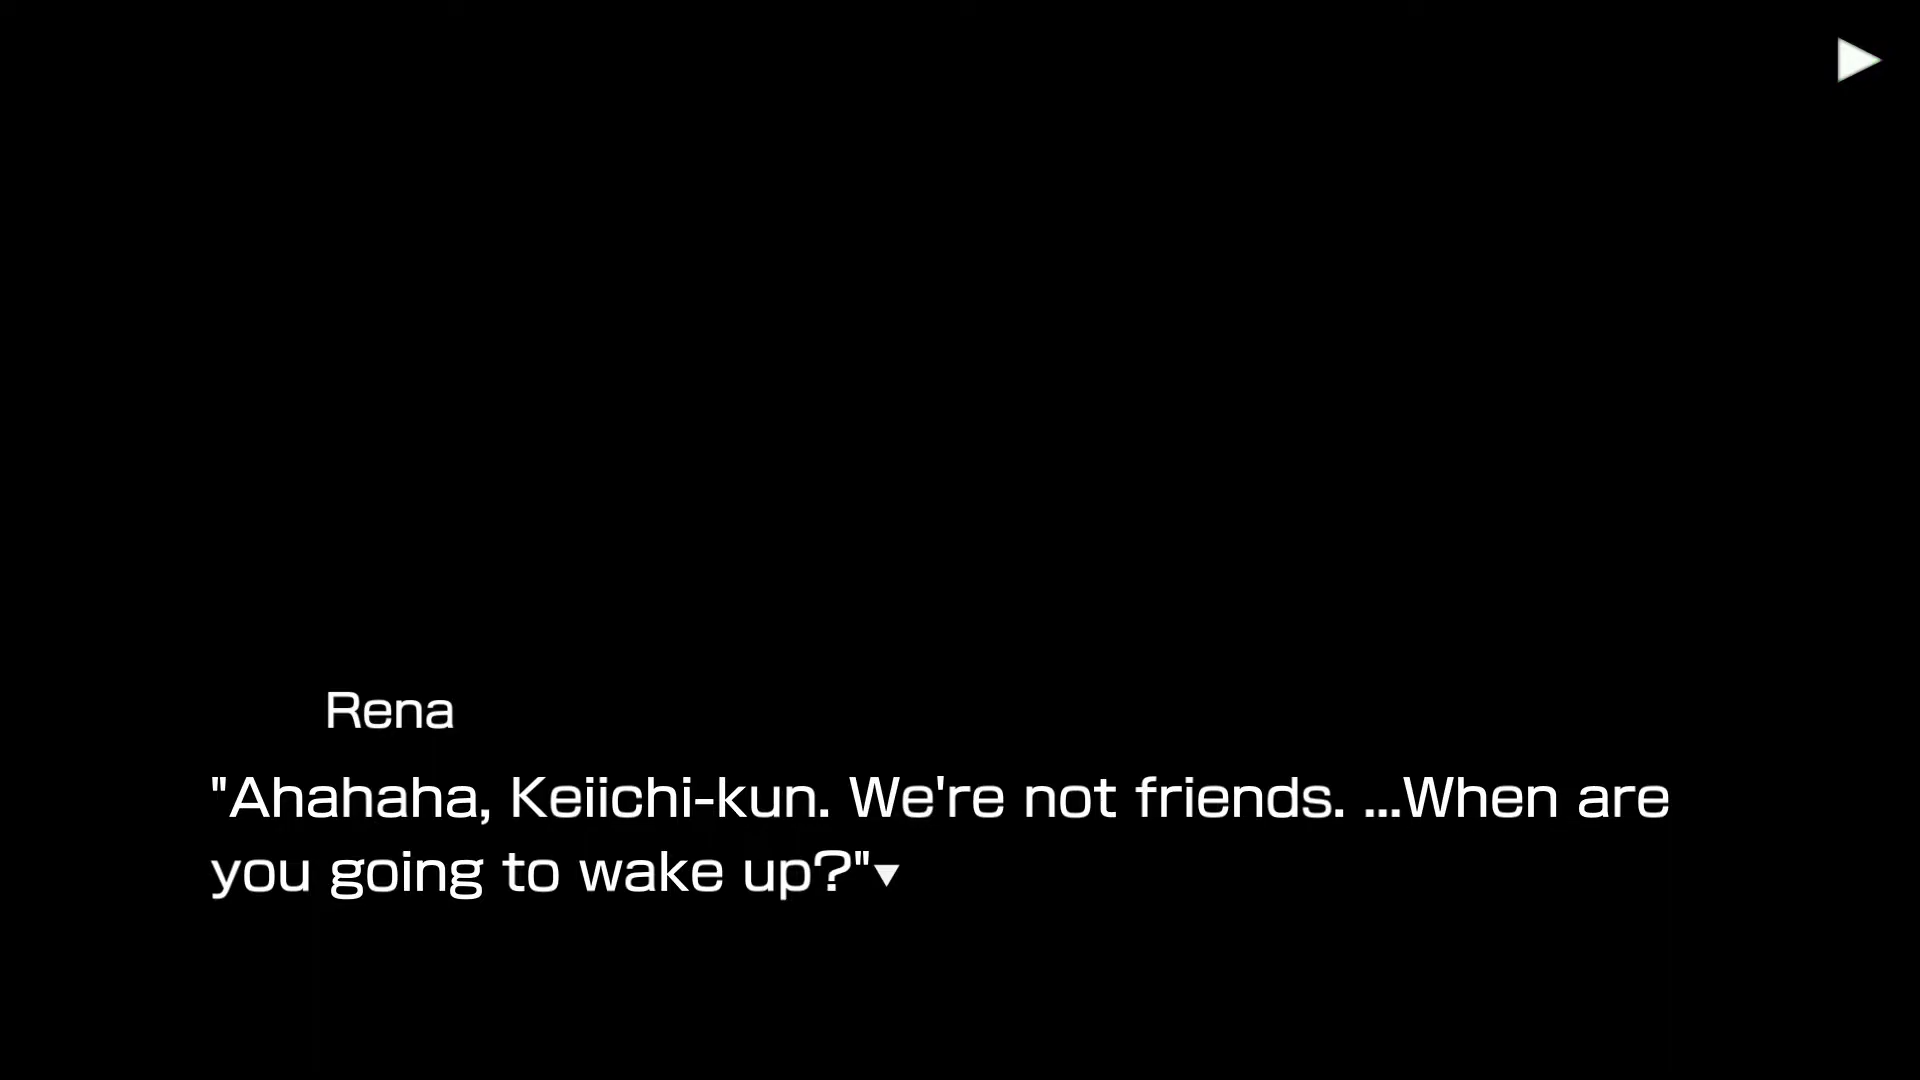 Rena
"Ahahaha, Keiichi-kun. We're not friends. ...When are
you going to wake up?"